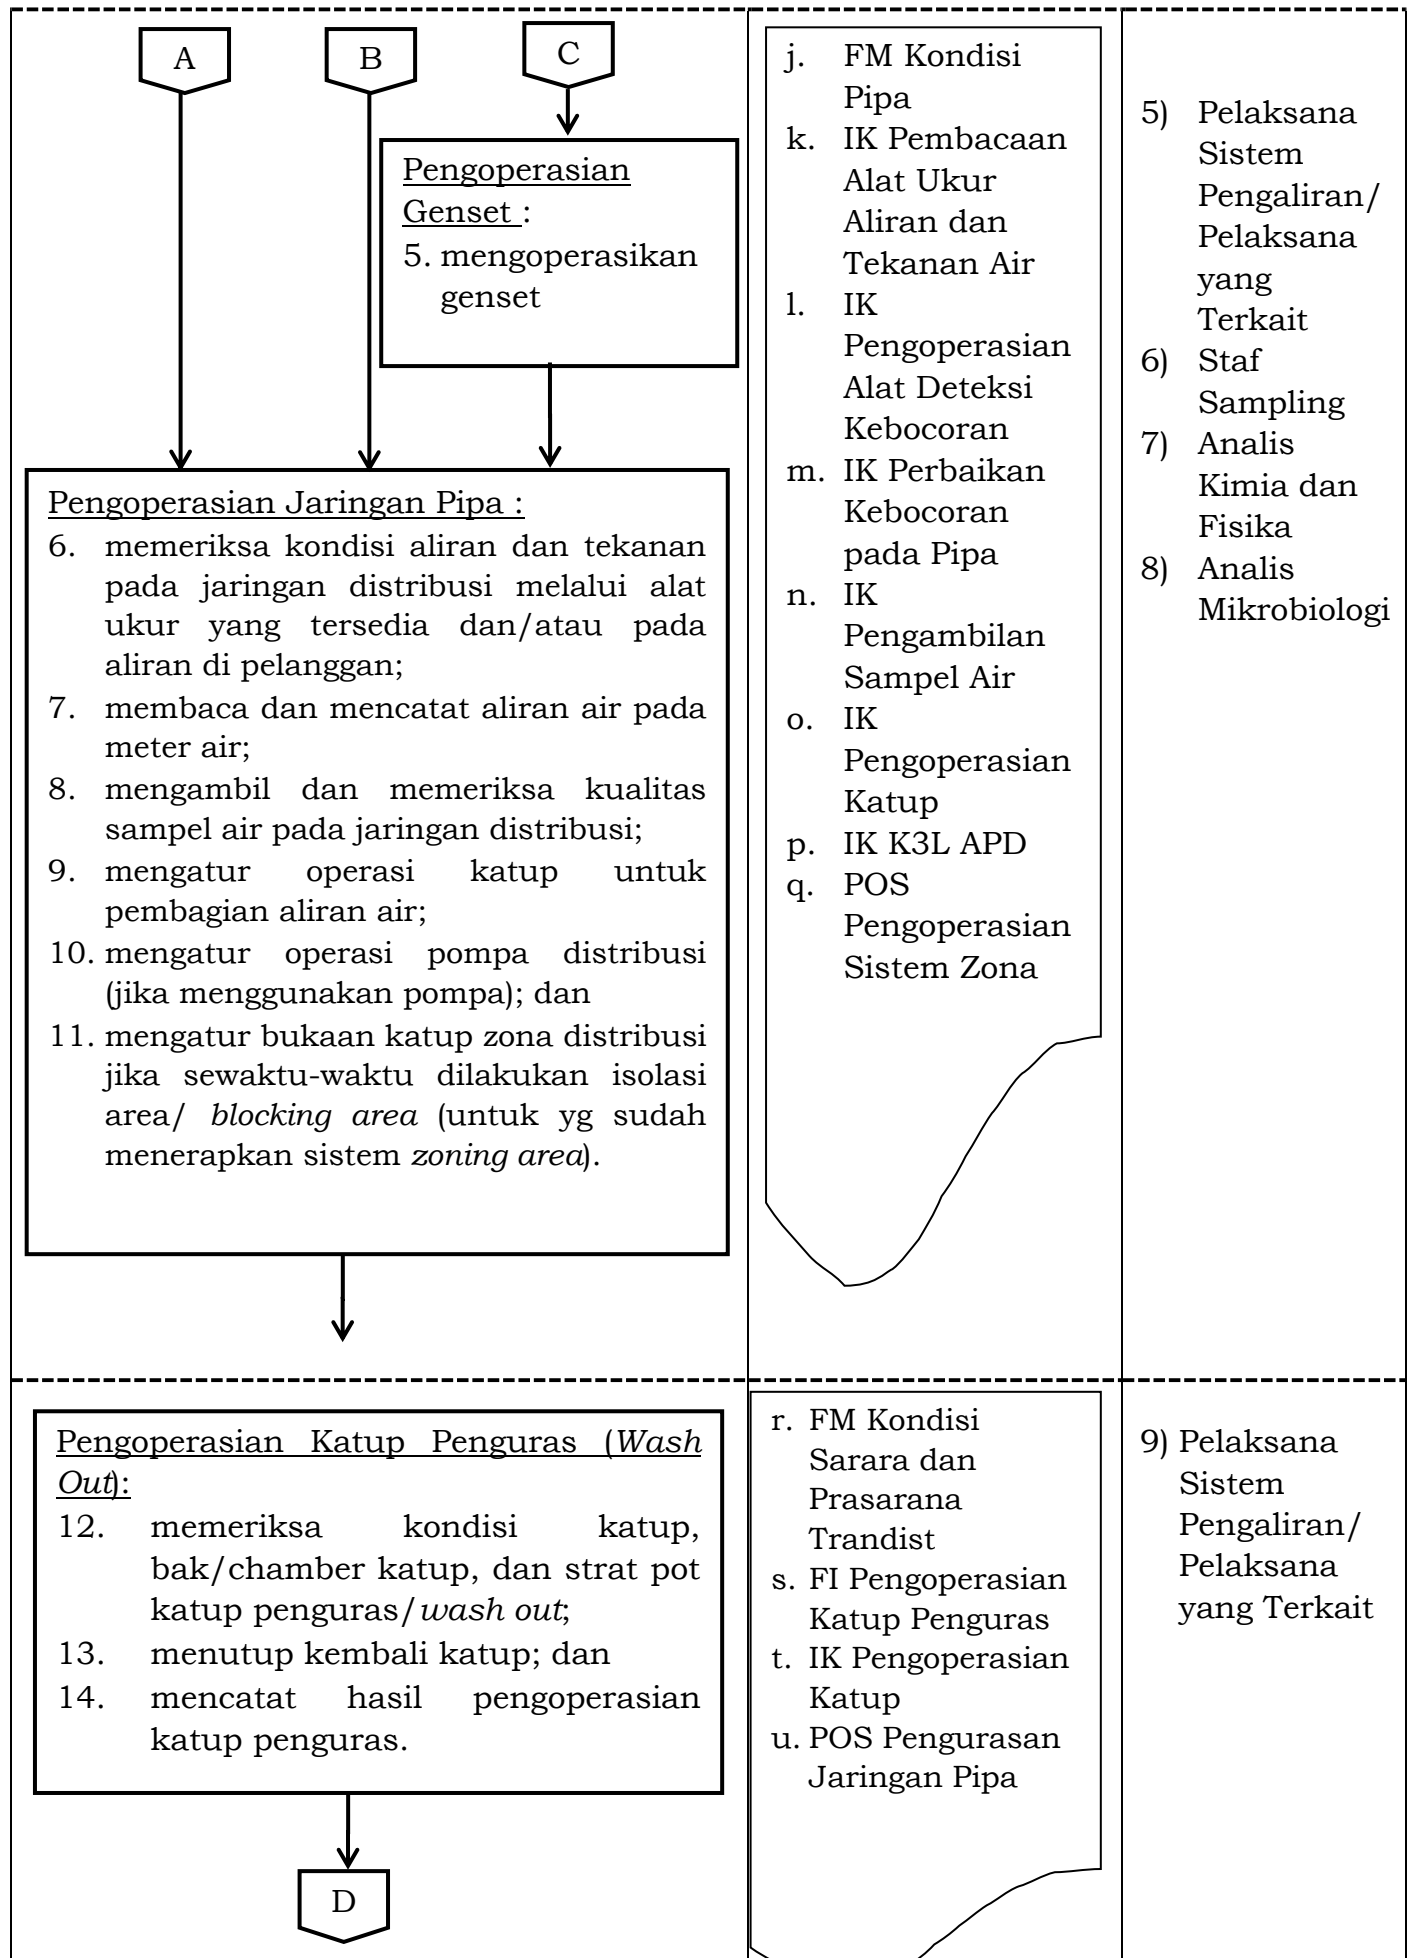 A
B
C
Pengoperasian
Genset :
5. mengoperasikan
genset
Pengoperasian Jaringan Pipa :
6. memeriksa kondisi aliran dan tekanan
pada jaringan distribusi melalui alat
ukur yang tersedia dan/atau pada
aliran di pelanggan;
7. membaca dan mencatat aliran air pada
meter air;
8. mengambil dan memeriksa kualitas
sampel air pada jaringan distribusi;
9. mengatur operasi katup untuk
pembagian aliran air;
10. mengatur operasi pompa distribusi
(jika menggunakan pompa); dan
11. mengatur bukaan katup zona distribusi
jika sewaktu-waktu dilakukan isolasi
area/ blocking area (untuk yg sudah
menerapkan sistem zoning area).
j. FM Kondisi
Pipa
k. IK Pembacaan
Alat Ukur
Aliran dan
Tekanan Air
l. IK
Pengoperasian
Alat Deteksi
Kebocoran
m. IK Perbaikan
Kebocoran
pada Pipa
n. IK
Pengambilan
Sampel Air
o. IK
Pengoperasian
Katup
p. IK K3L APD
q. POS
Pengoperasian
Sistem Zona
5) Pelaksana
Sistem
Pengaliran/
Pelaksana
yang
Terkait
6) Staf
Sampling
7) Analis
Kimia dan
Fisika
8) Analis
Mikrobiologi
Pengoperasian Katup Penguras (Wash
Out):
12. memeriksa kondisi katup,
bak/chamber katup, dan strat pot
katup penguras/wash out;
13. menutup kembali katup; dan
14. mencatat hasil pengoperasian
katup penguras.
D
r. FM Kondisi
Sarara dan
Prasarana
Trandist
s. FI Pengoperasian
Katup Penguras
t. IK Pengoperasian
Katup
u. POS Pengurasan
Jaringan Pipa
9) Pelaksana
Sistem
Pengaliran/
Pelaksana
yang Terkait